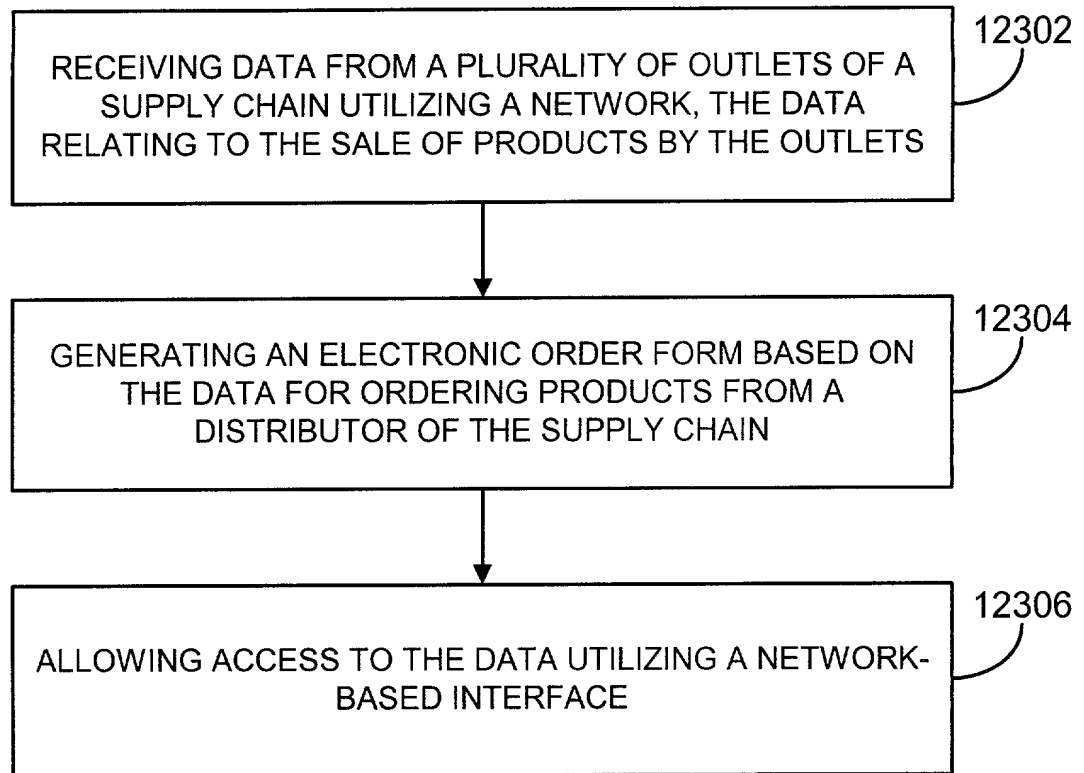 12302
RECEIVING DATA FROM A PLURALITY OF OUTLETS OF A
SUPPLY CHAIN UTILIZING A NETWORK, THE DATA
RELATING TO THE SALE OF PRODUCTS BY THE OUTLETS
12304
GENERATING AN ELECTRONIC ORDER FORM BASED ON
THE DATA FOR ORDERING PRODUCTS FROM A
DISTRIBUTOR OF THE SUPPLY CHAIN
12306
ALLOWING ACCESS TO THE DATA UTILIZING A NETWORK-
BASED INTERFACE